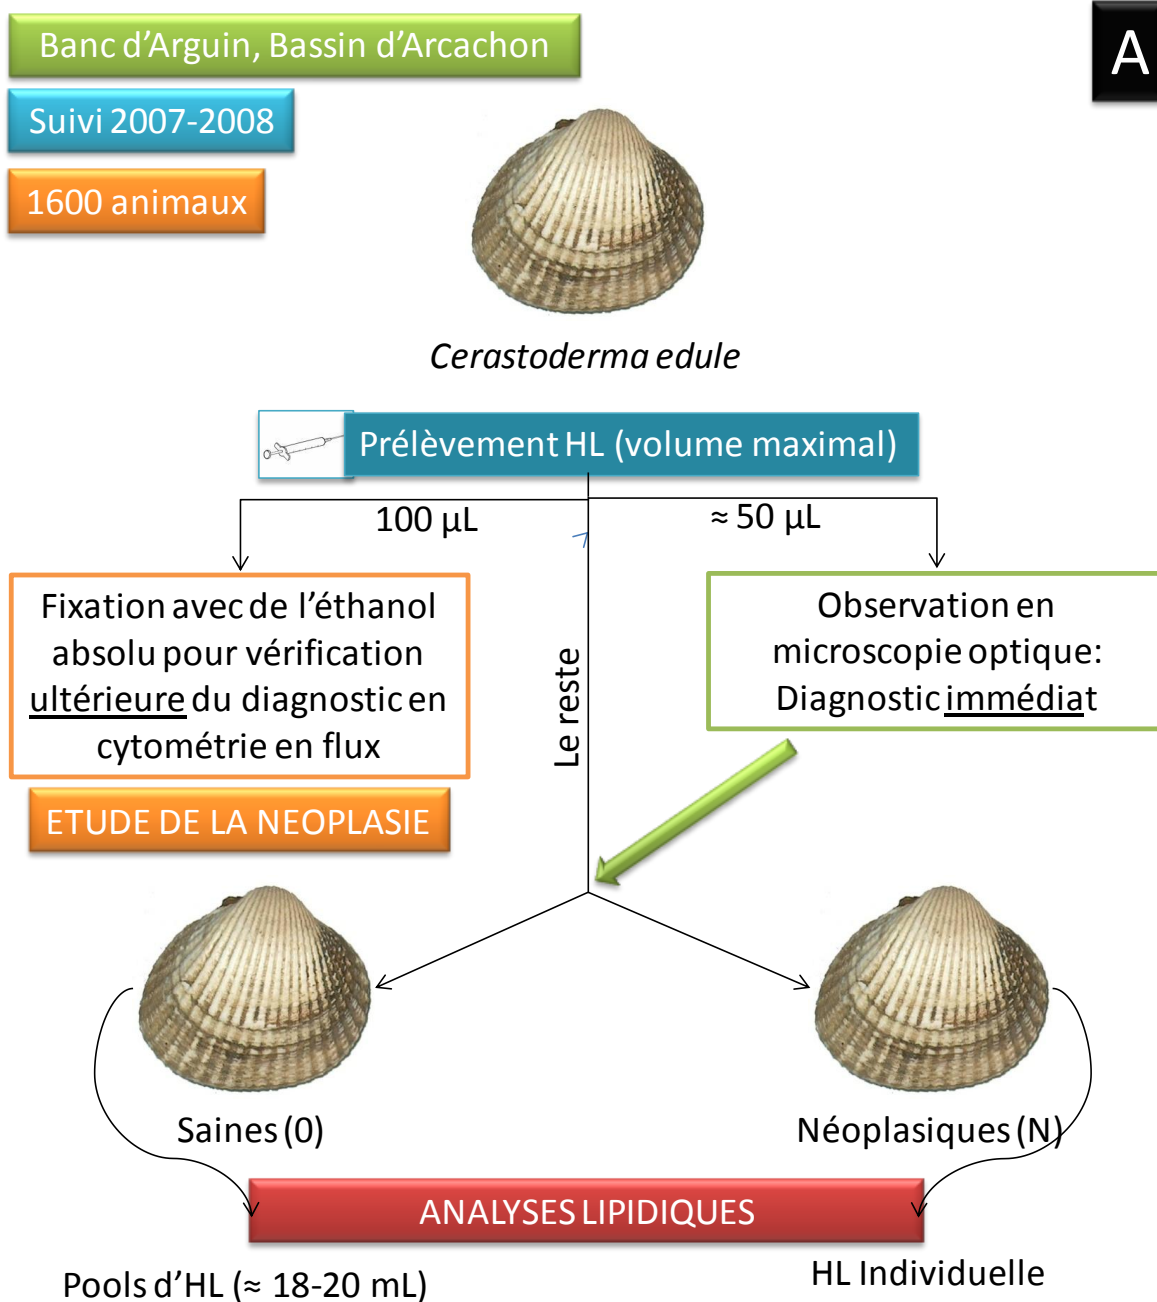 Banc d'Arguin, Bassin d'Arcachon
A
Suivi 2007-2008
1600 animaux
Cerastoderma edule
Prélèvement HL (volume maximal)
100 µL
≈ 50 µL
Fixation avec de l'éthanol
absolu pour vérification
ultérieure du diagnostic en
cytométrie en flux
Observation en
microscopie optique:
Diagnostic immédiat
Le reste
ETUDE DE LA NEOPLASIE
Saines (0)
Néoplasiques (N)
ANALYSES LIPIDIQUES
Pools d'HL (≈ 18-20 mL)
HL Individuelle